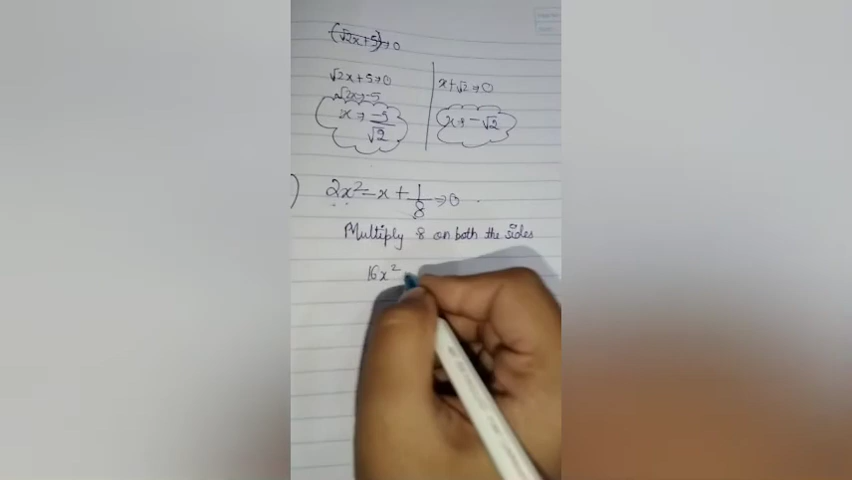 (√2x+5)⇒0
√2x+5⇒0
x+√2⇒0
√2x⇒-5
x⇒ -5/√2
x⇒ -√2
) 2x²-x+1/8⇒0
Multiply 8 on both the sides
16x²